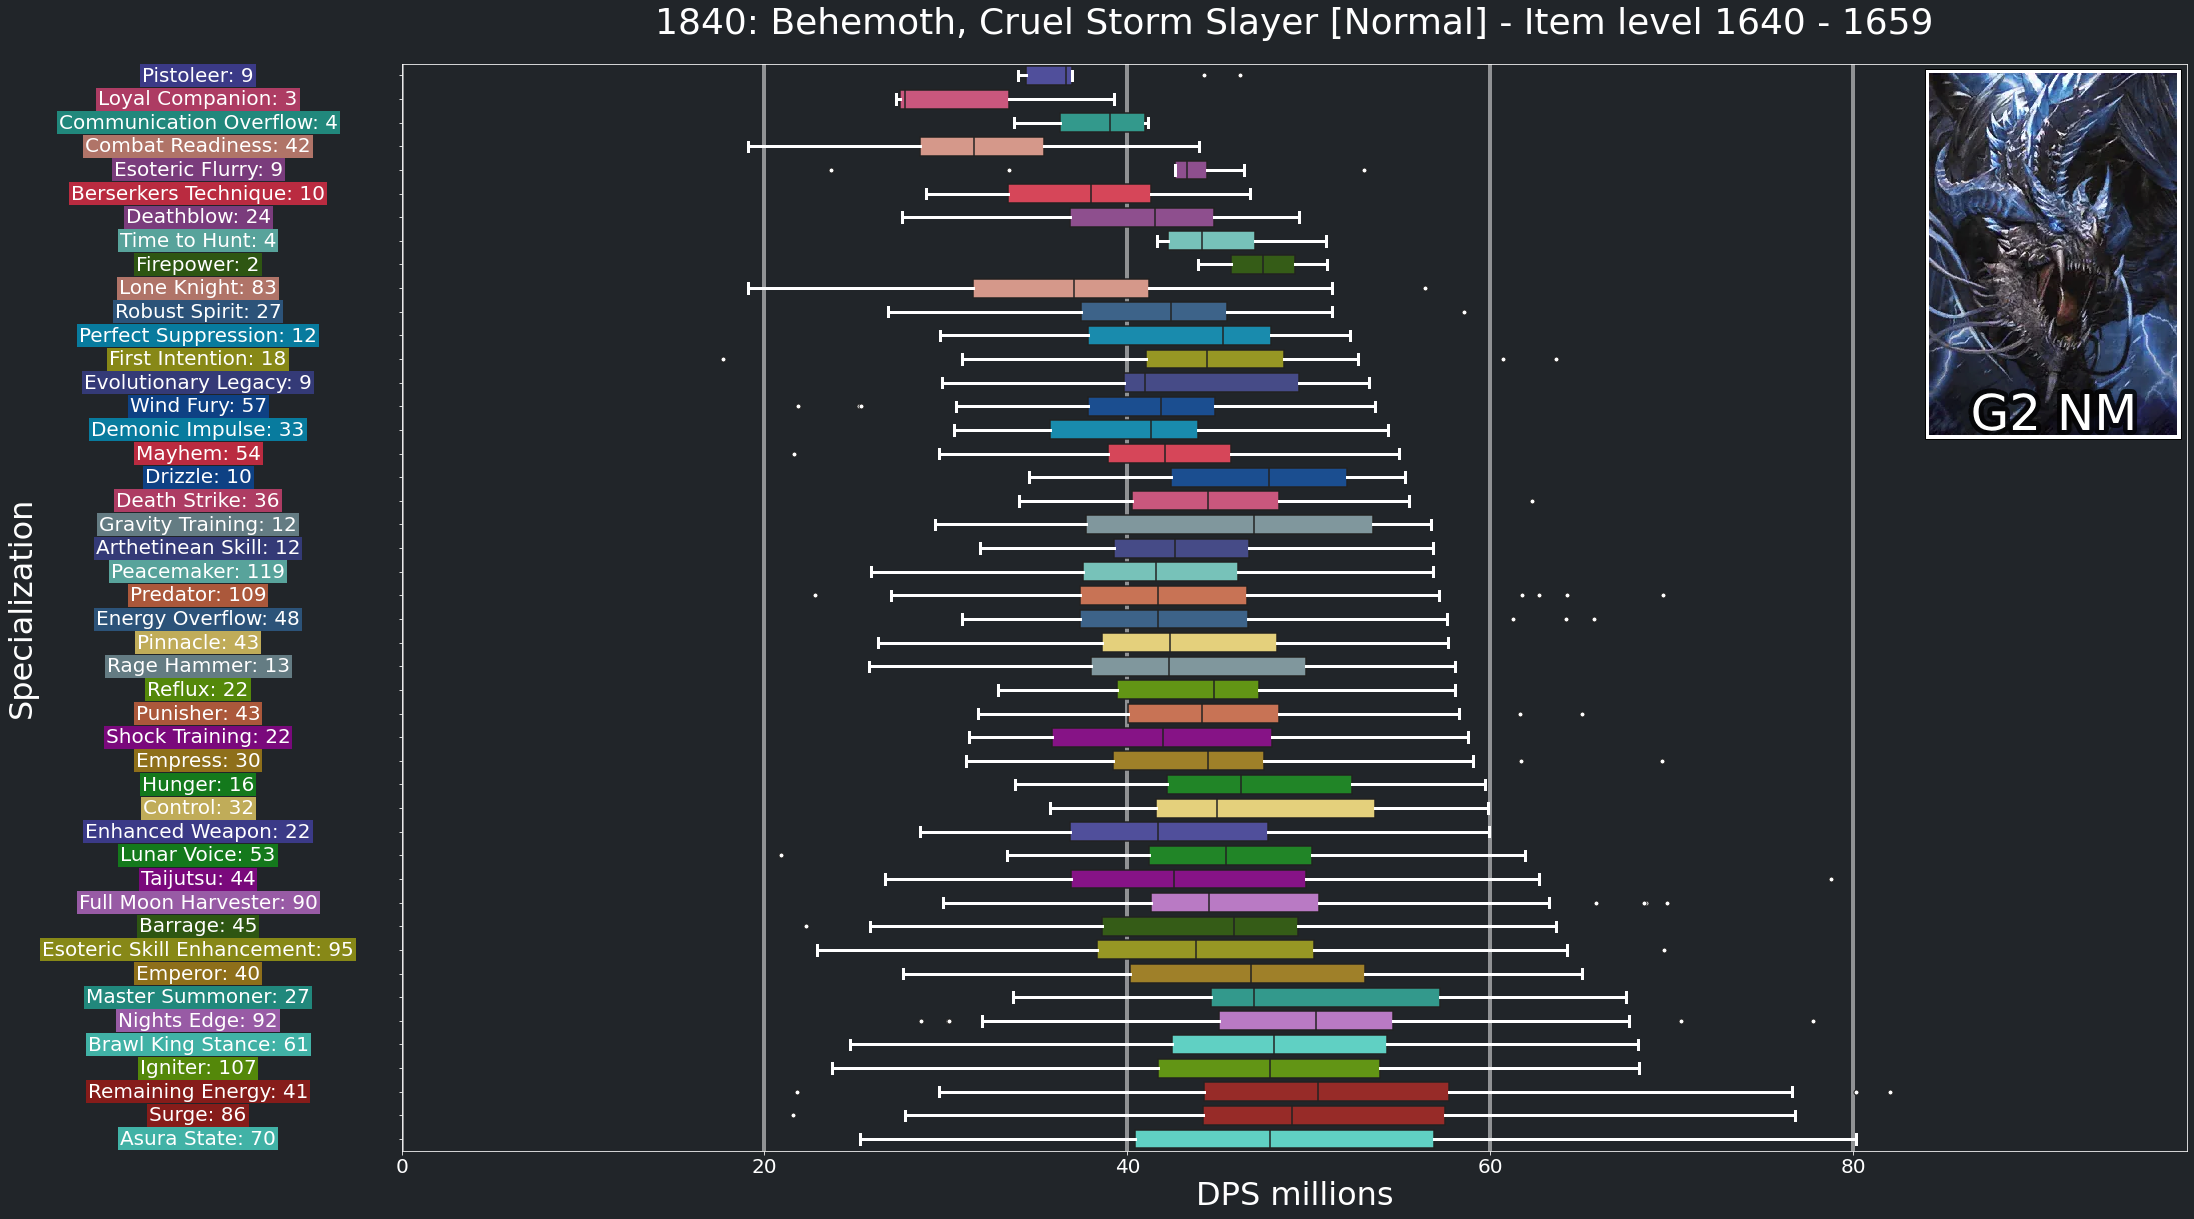 1840: Behemoth, Cruel Storm Slayer [Normal] - Item level 1640 - 1659
Specialization
Pistoleer: 9
Loyal Companion: 3
Communication Overflow: 4
Combat Readiness: 42
Esoteric Flurry: 9
Berserkers Technique: 10
Deathblow: 24
Time to Hunt: 4
Firepower: 2
Lone Knight: 83
Robust Spirit: 27
Perfect Suppression: 12
First Intention: 18
Evolutionary Legacy: 9
Wind Fury: 57
Demonic Impulse: 33
Mayhem: 54
Drizzle: 10
Death Strike: 36
Gravity Training: 12
Arthetinean Skill: 12
Peacemaker: 119
Predator: 109
Energy Overflow: 48
Pinnacle: 43
Rage Hammer: 13
Reflux: 22
Punisher: 43
Shock Training: 22
Empress: 30
Hunger: 16
Control: 32
Enhanced Weapon: 22
Lunar Voice: 53
Taijutsu: 44
Full Moon Harvester: 90
Barrage: 45
Esoteric Skill Enhancement: 95
Emperor: 40
Master Summoner: 27
Nights Edge: 92
Brawl King Stance: 61
Igniter: 107
Remaining Energy: 41
Surge: 86
Asura State: 70
G2 NM
0 20 40 60 80
DPS millions